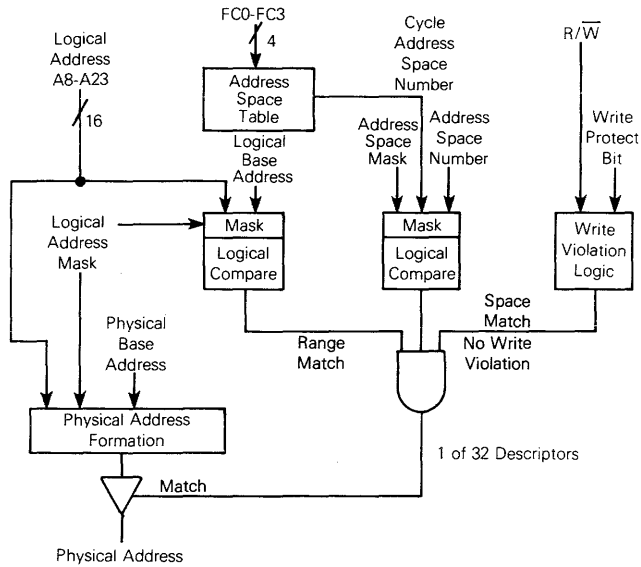 FC0-FC3
4
Logical
Address
A8-A23
16
Address
Space
Table
Cycle
Address
Space
Number
R/W̅
Logical
Base
Address
Address
Space
Mask
Address
Space
Number
Write
Protect
Bit
Logical
Address
Mask
Mask
Logical
Compare
Mask
Logical
Compare
Write
Violation
Logic
Physical
Base
Address
Range
Match
Space
Match
No Write
Violation
Physical Address
Formation
1 of 32 Descriptors
Match
Physical Address